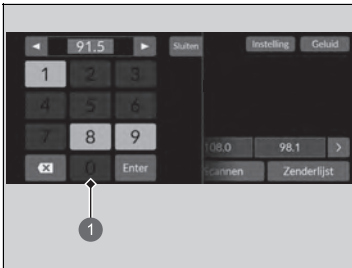 91.5 Sluiten Instelling Geluid
1 2 3
4 5 6
7 8 9 108.0 98.1
0 Enter Scannen Zenderlijst
1